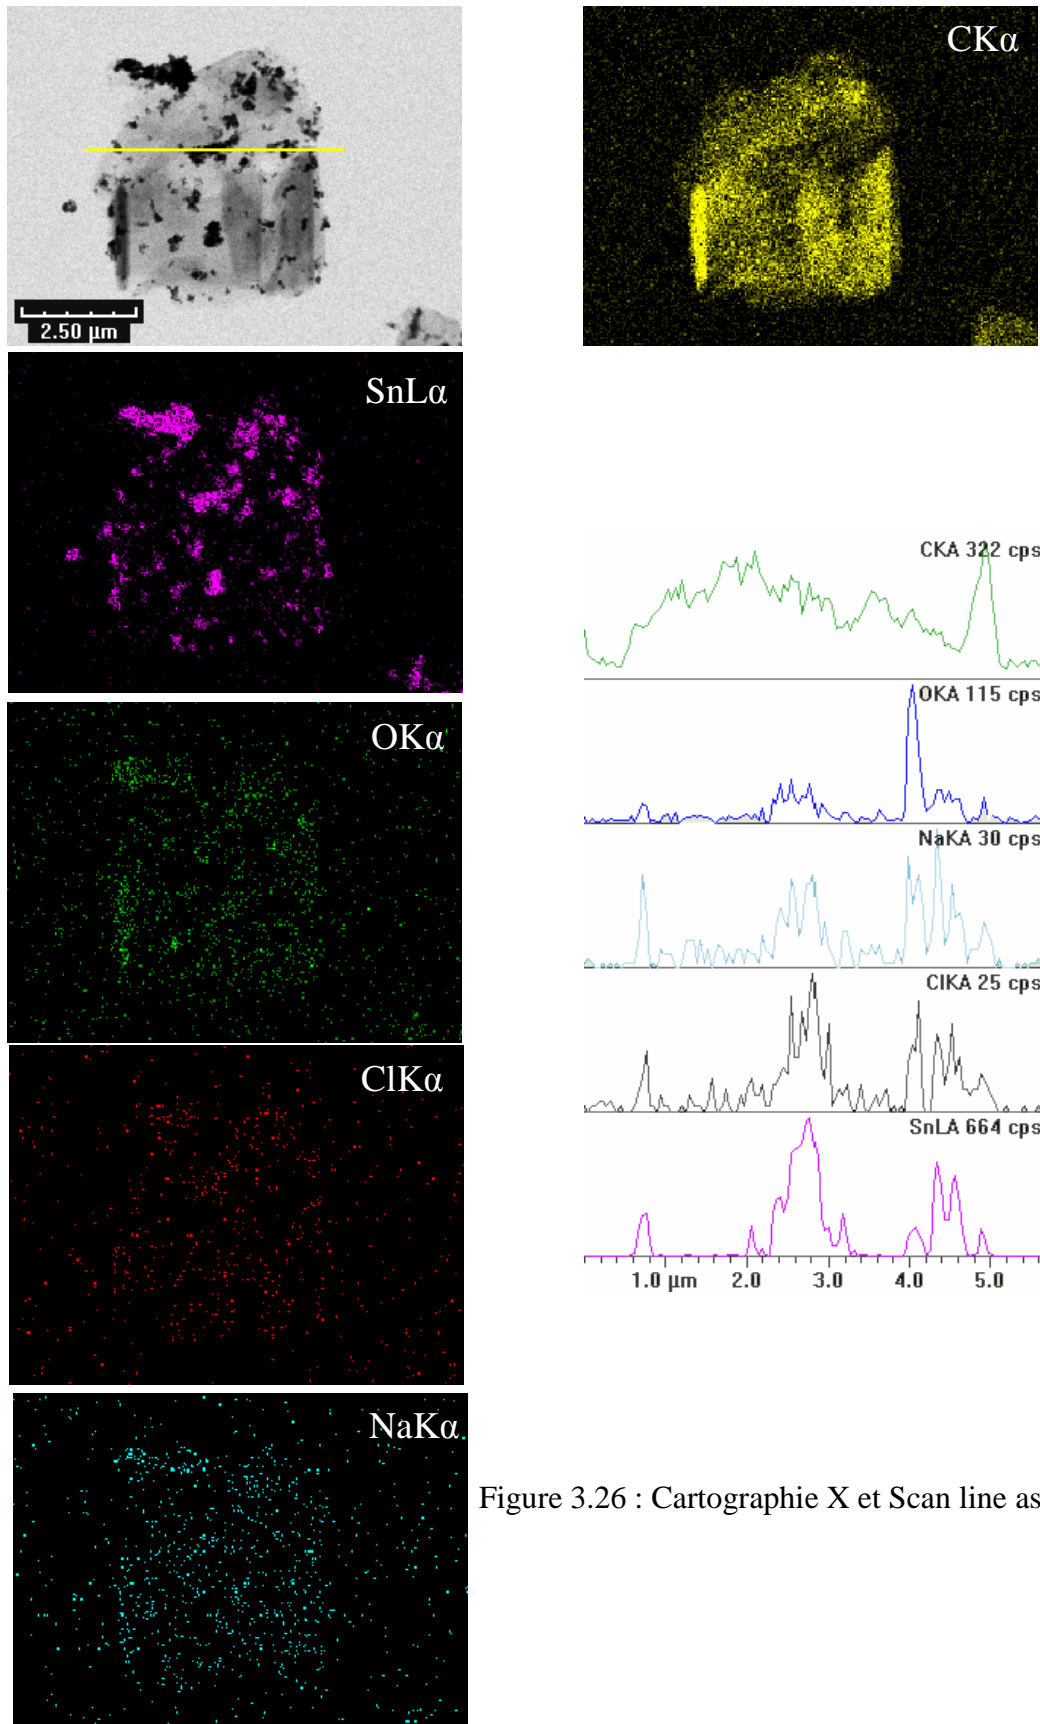 CKα
2.50 µm
SnLα
OKα
ClKα
NaKα
CKA 322 cps
OKA 115 cps
NaKA 30 cps
ClKA 25 cps
SnLA 664 cps
1.0 µm 2.0 3.0 4.0 5.0
Figure 3.26 : Cartographie X et Scan line as